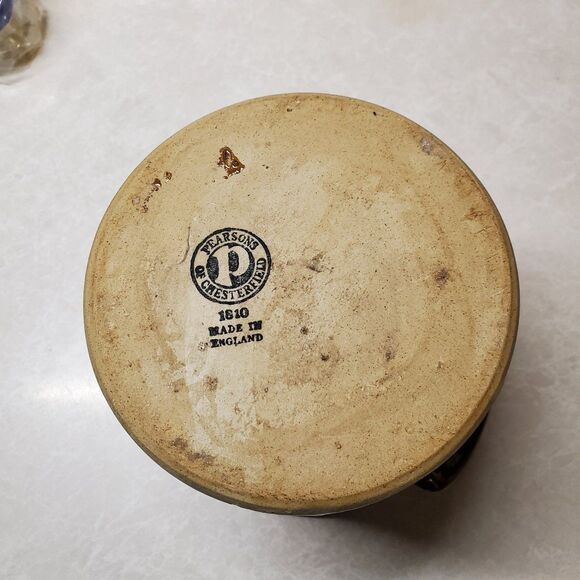 PEARSONS
P
OF CHESTERFIELD
1810
MADE IN
ENGLAND